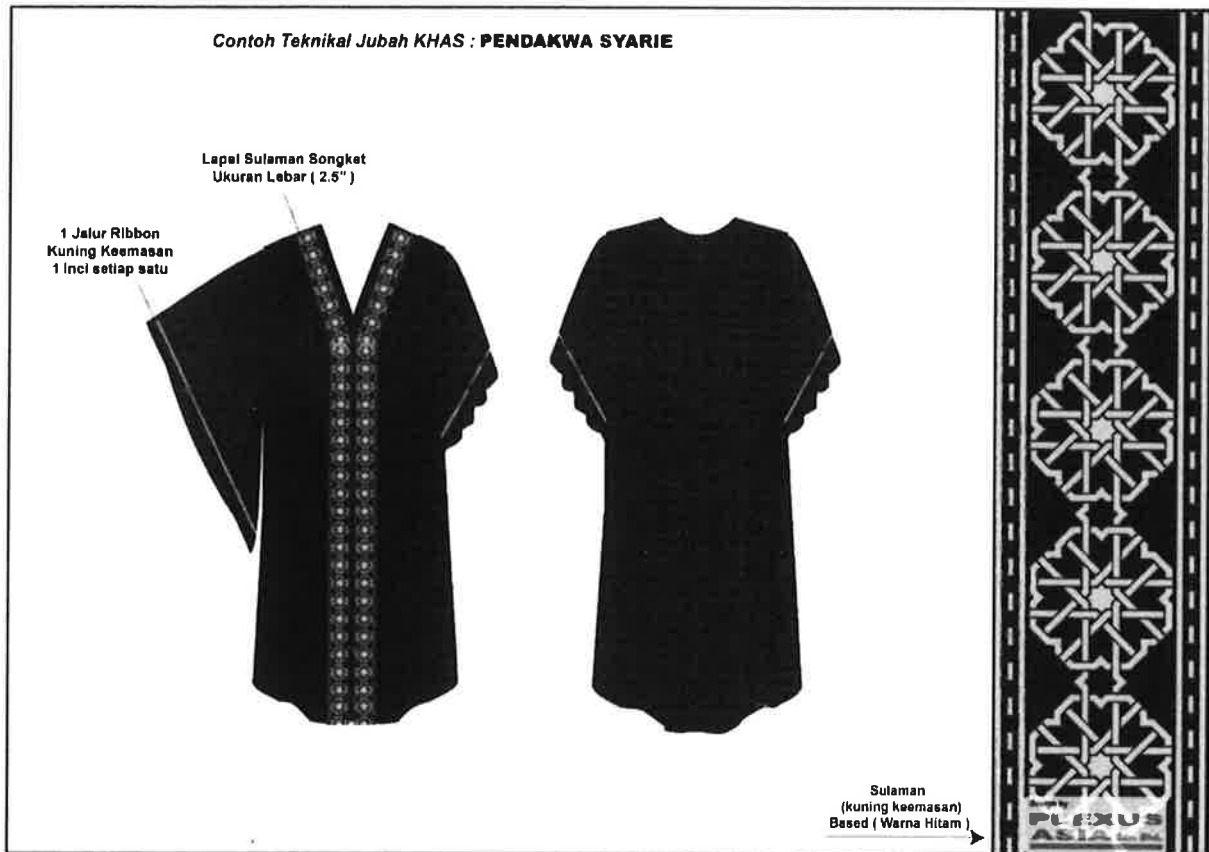 Contoh Teknikal Jubah KHAS : PENDAKWA SYARIE
Lapel Sulaman Songket
Ukuran Lebar ( 2.5" )
1 Jalur Ribbon
Kuning Keemasan
1 Inci setiap satu
Sulaman
(kuning keemasan)
Based ( Warna Hitam )
PLEXUS
ASIA